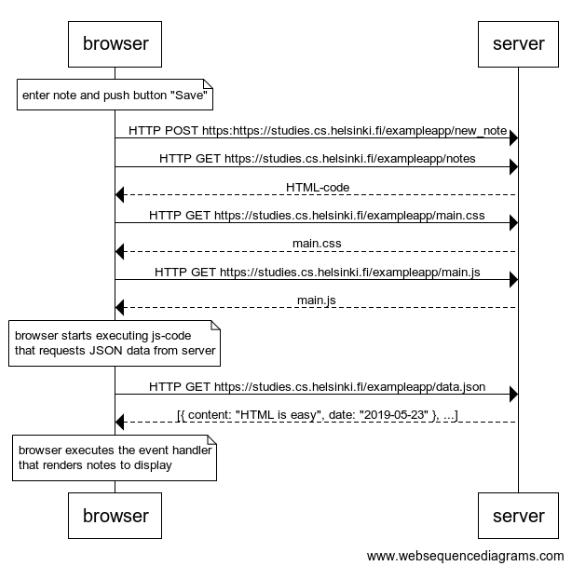 browser
server
enter note and push button "Save"
HTTP POST https:https://studies.cs.helsinki.fi/exampleapp/new_note
HTTP GET https://studies.cs.helsinki.fi/exampleapp/notes
HTML-code
HTTP GET https://studies.cs.helsinki.fi/exampleapp/main.css
main.css
HTTP GET https://studies.cs.helsinki.fi/exampleapp/main.js
main.js
browser starts executing js-code
that requests JSON data from server
HTTP GET https://studies.cs.helsinki.fi/exampleapp/data.json
[{ content: "HTML is easy", date: "2019-05-23" }, ...]
browser executes the event handler
that renders notes to display
browser
server
www.websequencediagrams.com